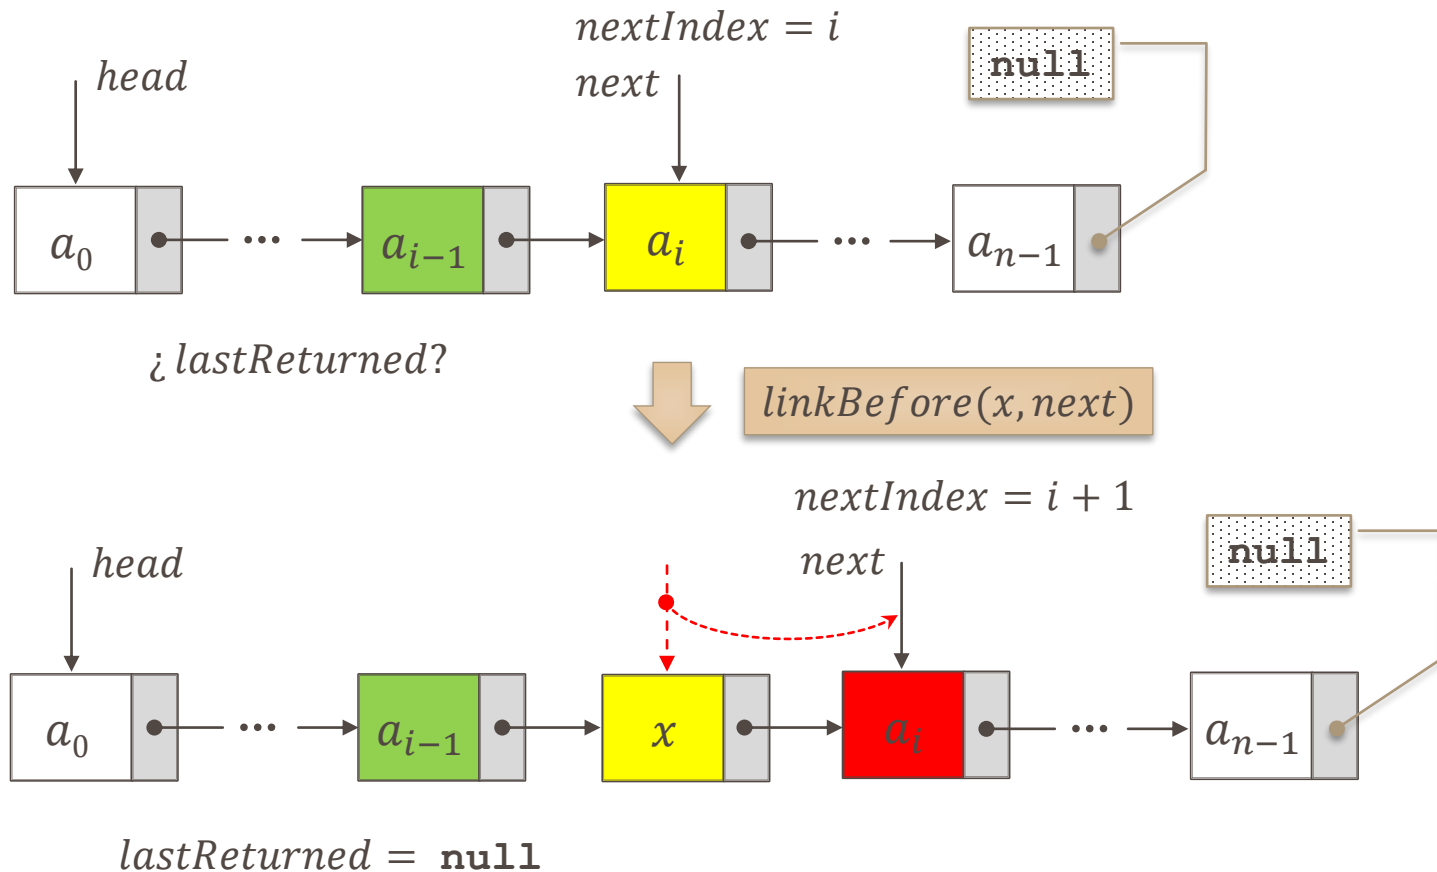 nextIndex = i
null
head
next
a₀
...
aᵢ₋₁
aᵢ
...
aₙ₋₁
¿ lastReturned?
linkBefore(x, next)
nextIndex = i + 1
null
head
next
a₀
...
aᵢ₋₁
x
aᵢ
...
aₙ₋₁
lastReturned = null